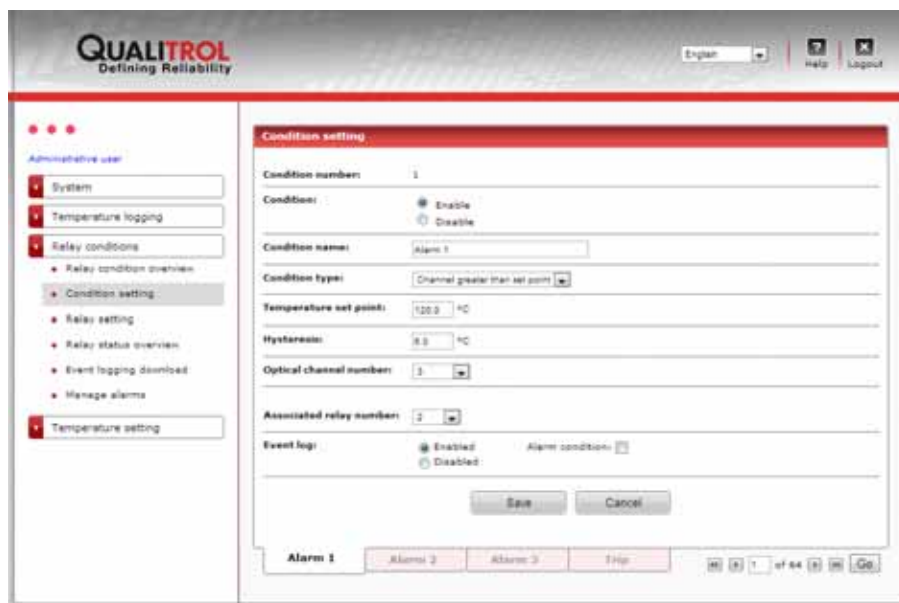 QUALITROL
Defining Reliability
English
Help
Logout
Administrative user
System
Temperature logging
Relay conditions
Relay condition overview
Condition setting
Relay setting
Relay status overview
Event logging download
Manage alarms
Temperature setting
Condition setting
Condition number: 1
Condition: Enable
Disable
Condition name: Alarm 1
Condition type: Channel greater than set point
Temperature set point: 120.0 °C
Hysteresis: °C
Optical channel number: 3
Associated relay number: 2
Event log: Enabled Alarm condition:
Disabled
Save Cancel
Alarm 1 Alarm 2 Alarm 3 Trip
1 of 64 Go